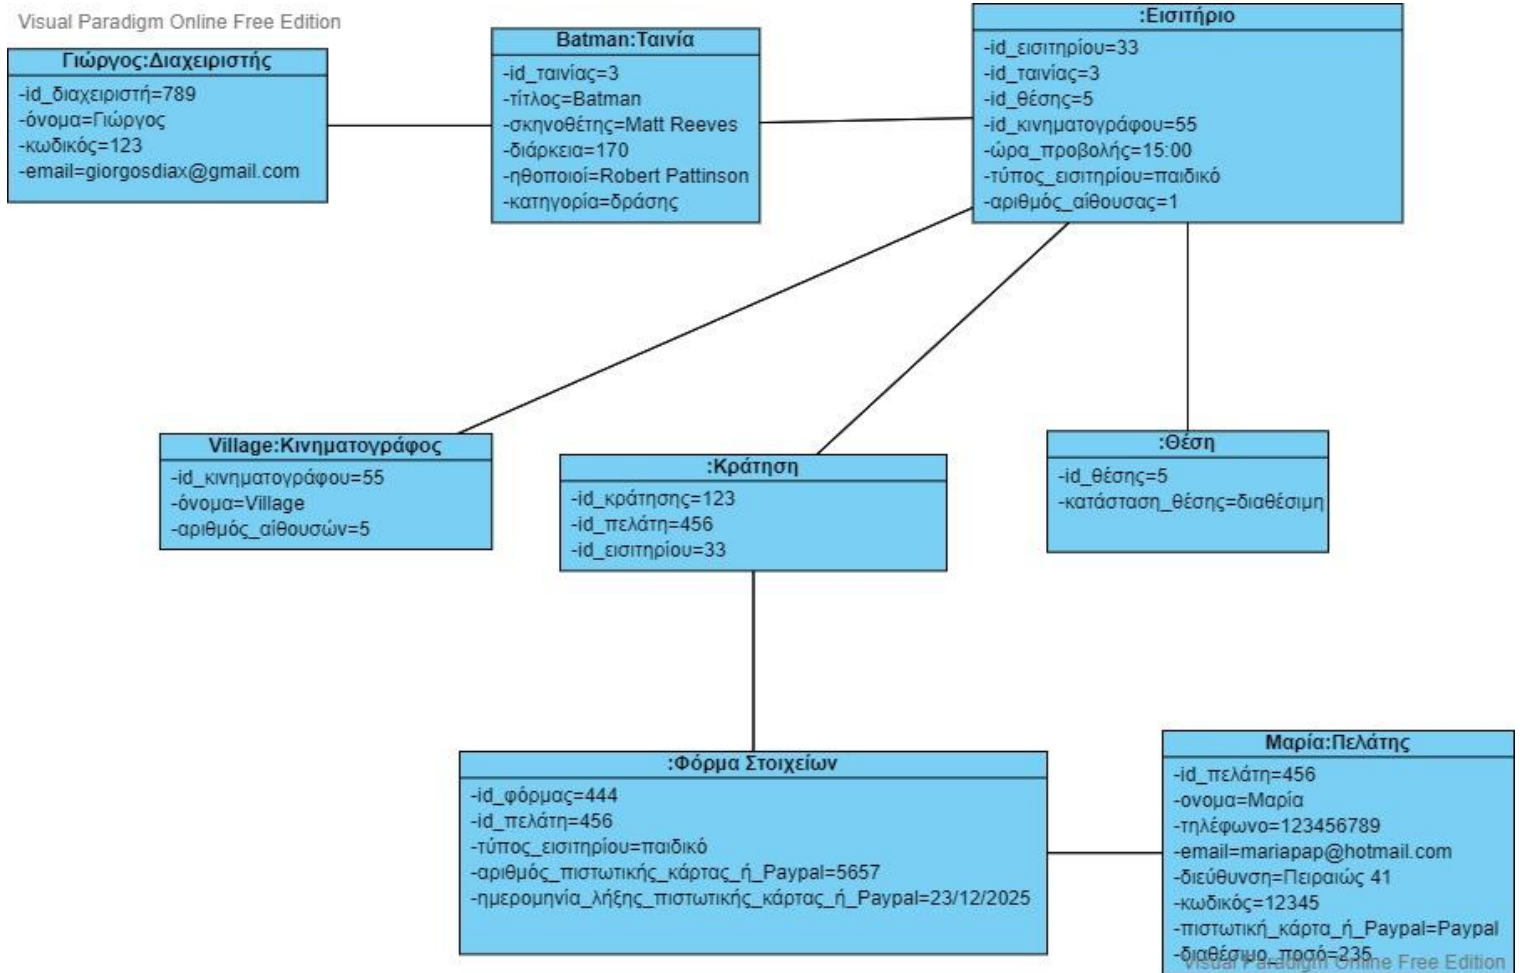 Visual Paradigm Online Free Edition
Γιώργος:Διαχειριστής
-id_διαχειριστή=789
-όνομα=Γιώργος
-κωδικός=123
-email=giorgosdiax@gmail.com
Batman:Ταινία
-id_ταινίας=3
-τίτλος=Batman
-σκηνοθέτης=Matt Reeves
-διάρκεια=170
-ηθοποιοί=Robert Pattinson
-κατηγορία=δράσης
:Εισιτήριο
-id_εισιτηρίου=33
-id_ταινίας=3
-id_θέσης=5
-id_κινηματογράφου=55
-ώρα_προβολής=15:00
-τύπος_εισιτηρίου=παιδικό
-αριθμός_αίθουσας=1
Village:Κινηματογράφος
-id_κινηματογράφου=55
-όνομα=Village
-αριθμός_αίθουσών=5
:Κράτηση
-id_κράτησης=123
-id_πελάτη=456
-id_εισιτηρίου=33
:Θέση
-id_θέσης=5
-κατάσταση_θέσης=διαθέσιμη
:Φόρμα Στοιχείων
-id_φόρμας=444
-id_πελάτη=456
-τύπος_εισιτηρίου=παιδικό
-αριθμός_πιστωτικής_κάρτας_ή_Paypal=5657
-ημερομηνία_λήξης_πιστωτικής_κάρτας_ή_Paypal=23/12/2025
Μαρία:Πελάτης
-id_πελάτη=456
-ονομα=Μαρία
-τηλέφωνο=123456789
-email=mariapap@hotmail.com
-διεύθυνση=Πειραιώς 41
-κωδικός=12345
-πιστωτική_κάρτα_ή_Paypal=Paypal
-διαθέσιμο_ποσό=235
Visual Paradigm Online Free Edition